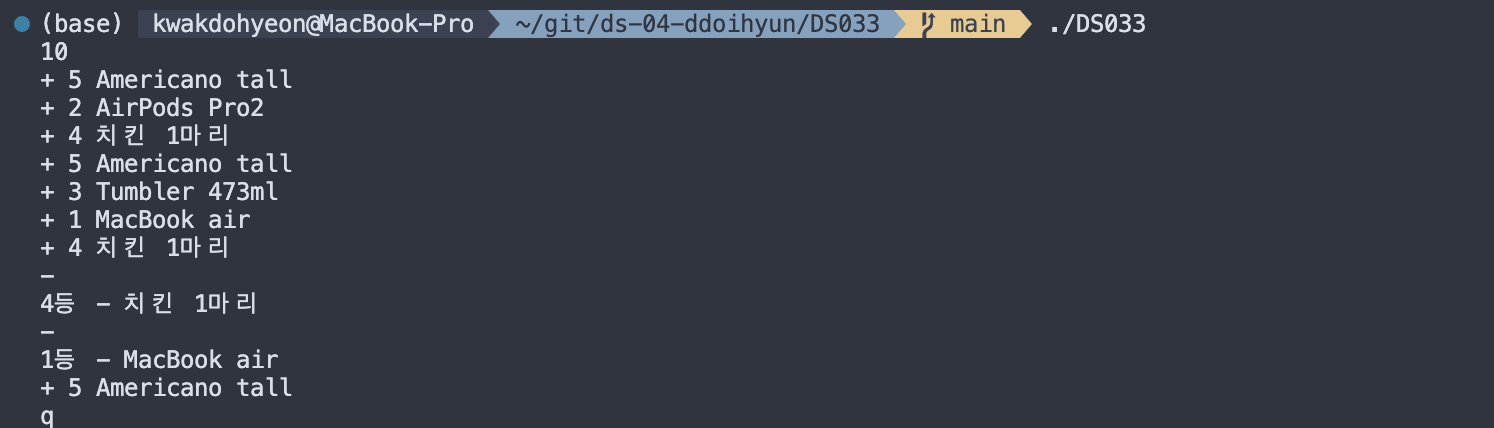 (base) kwakdohyeon@MacBook-Pro ~/git/ds-04-ddoihyun/DS033 main ./DS033
10
+ 5 Americano tall
+ 2 AirPods Pro2
+ 4 치킨 1마리
+ 5 Americano tall
+ 3 Tumbler 473ml
+ 1 MacBook air
+ 4 치킨 1마리
-
4등 - 치킨 1마리
-
1등 - MacBook air
+ 5 Americano tall
q